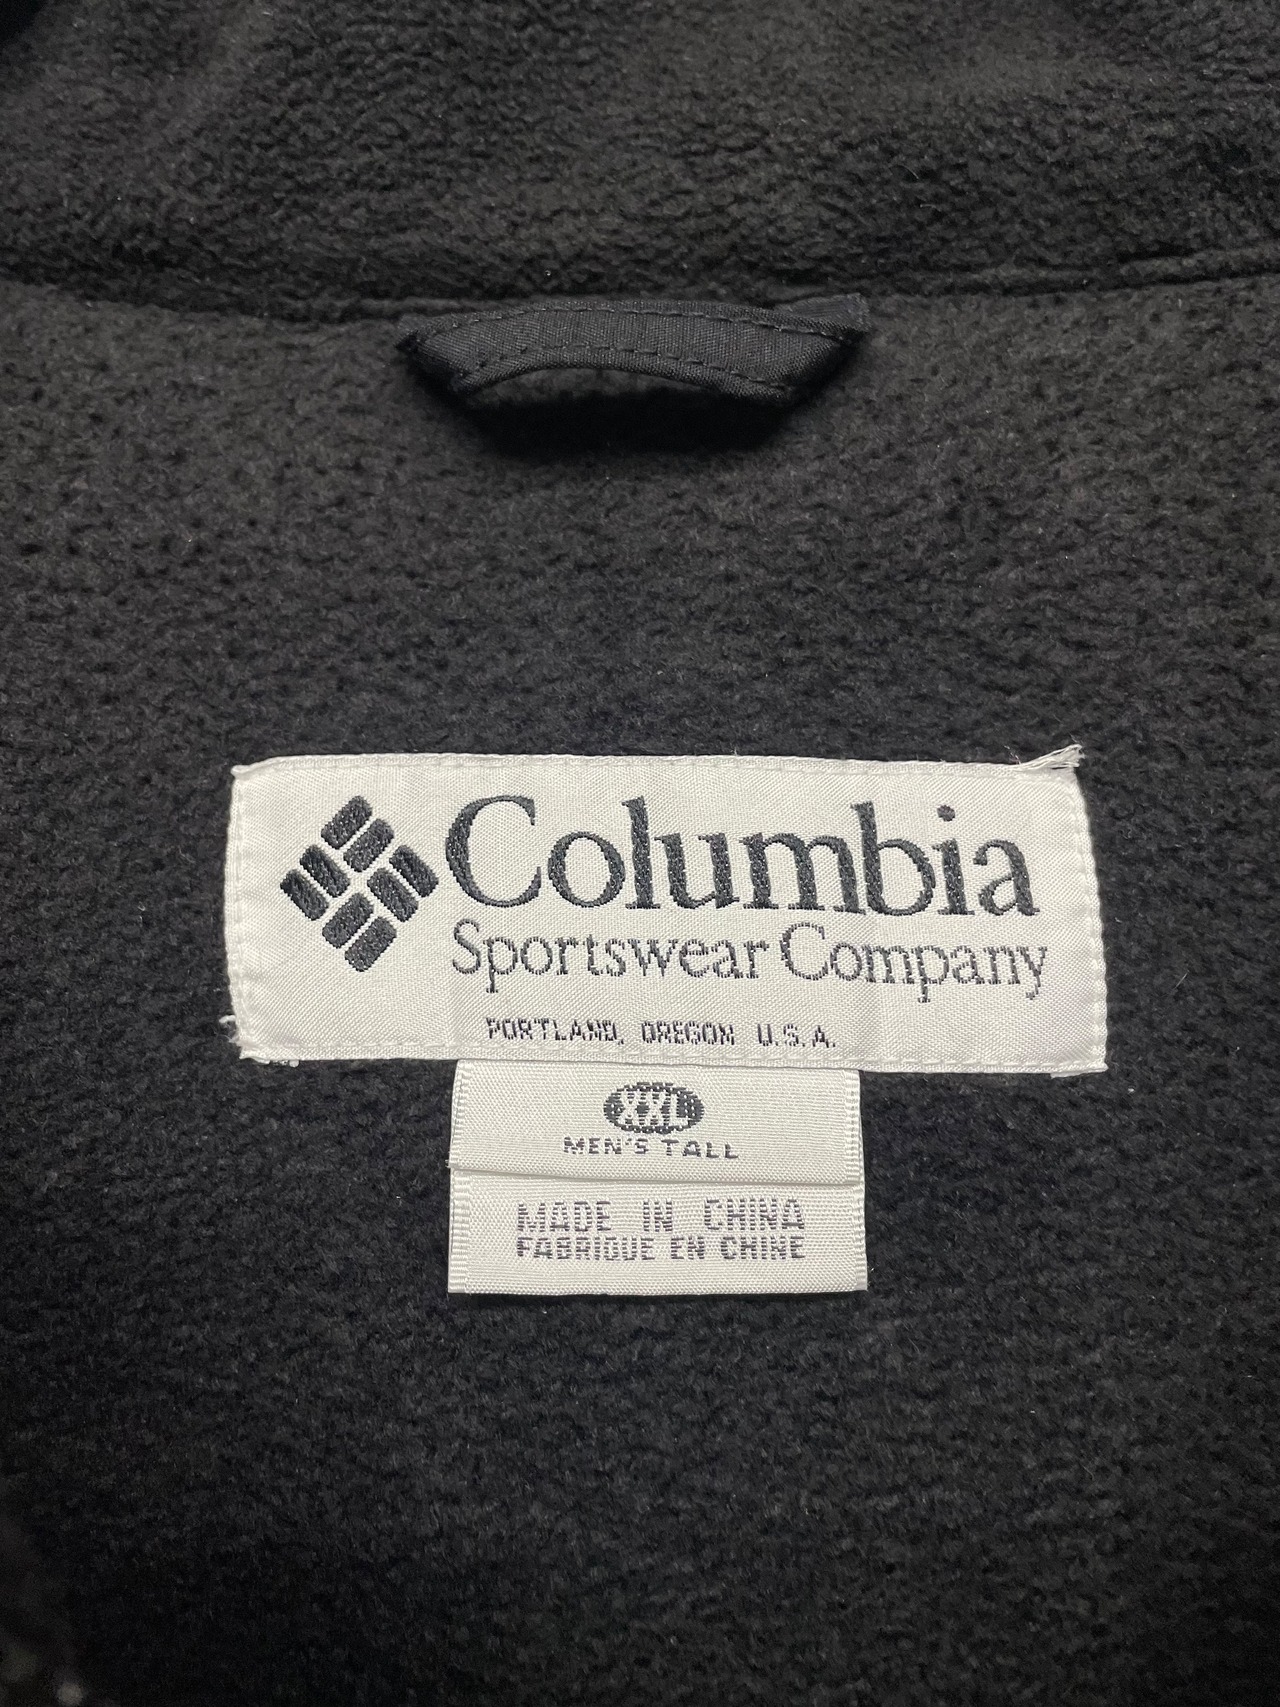 Columbia
Sportswear Company
PORTLAND, OREGON U.S.A.
XXL
MEN'S TALL
MADE IN CHINA
FABRIQUE EN CHINE